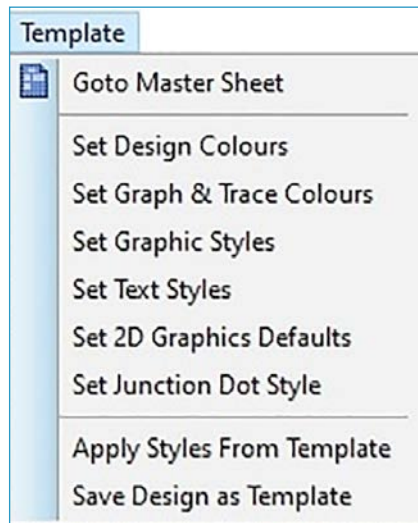 Template
Goto Master Sheet
Set Design Colours
Set Graph & Trace Colours
Set Graphic Styles
Set Text Styles
Set 2D Graphics Defaults
Set Junction Dot Style
Apply Styles From Template
Save Design as Template